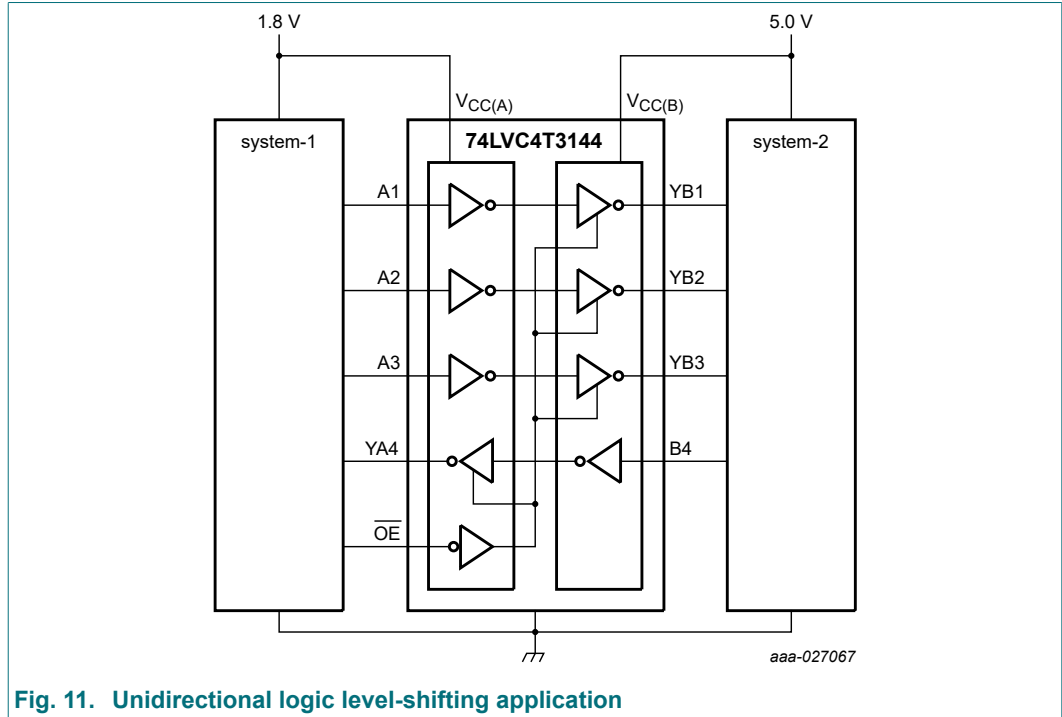 1.8 V
5.0 V
VCC(A)
VCC(B)
system-1
74LVC4T3144
system-2
A1
YB1
A2
YB2
A3
YB3
YA4
B4
OE
aaa-027067
Fig. 11. Unidirectional logic level-shifting application